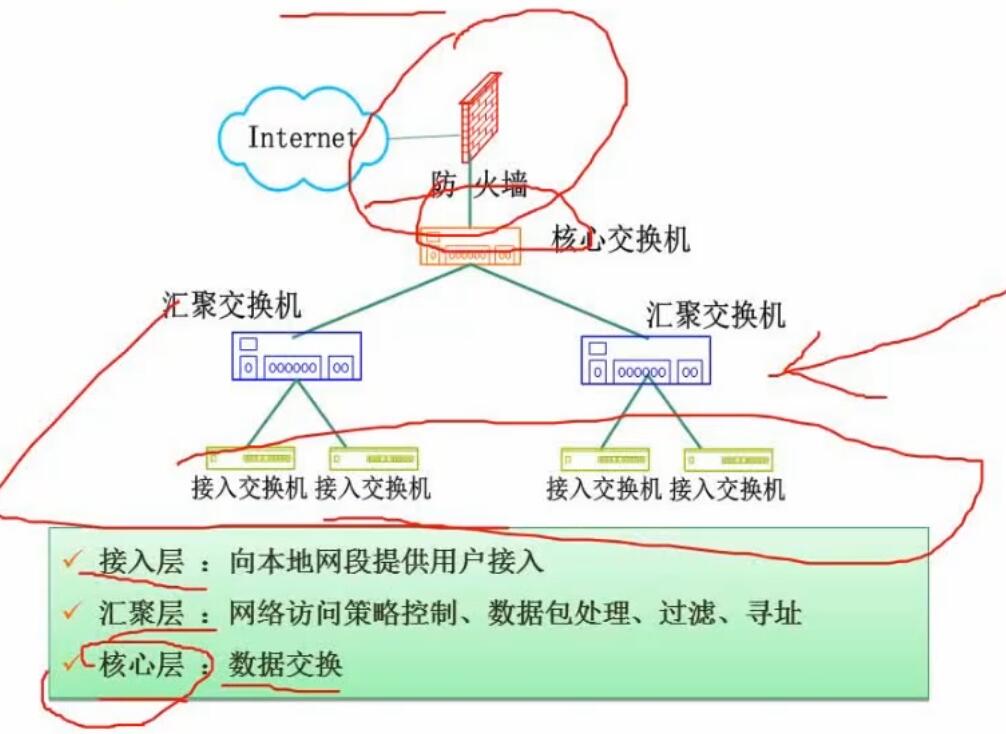 Internet
防 火墙
核心交换机
汇聚交换机
汇聚交换机
接入交换机 接入交换机 接入交换机 接入交换机
✓ 接入层 ：向本地网段提供用户接入
✓ 汇聚层 ：网络访问策略控制、数据包处理、过滤、寻址
✓ 核心层 ：数据交换